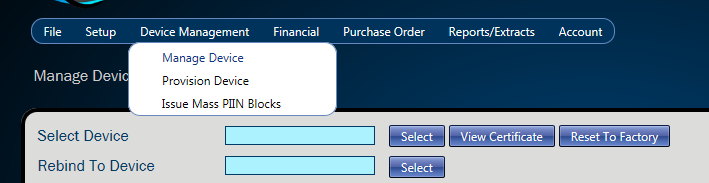 File Setup Device Management Financial Purchase Order Reports/Extracts Account
Manage Device
Manage Devic
Provision Device
Issue Mass PIIN Blocks
Select Device Select View Certificate Reset To Factory
Rebind To Device Select